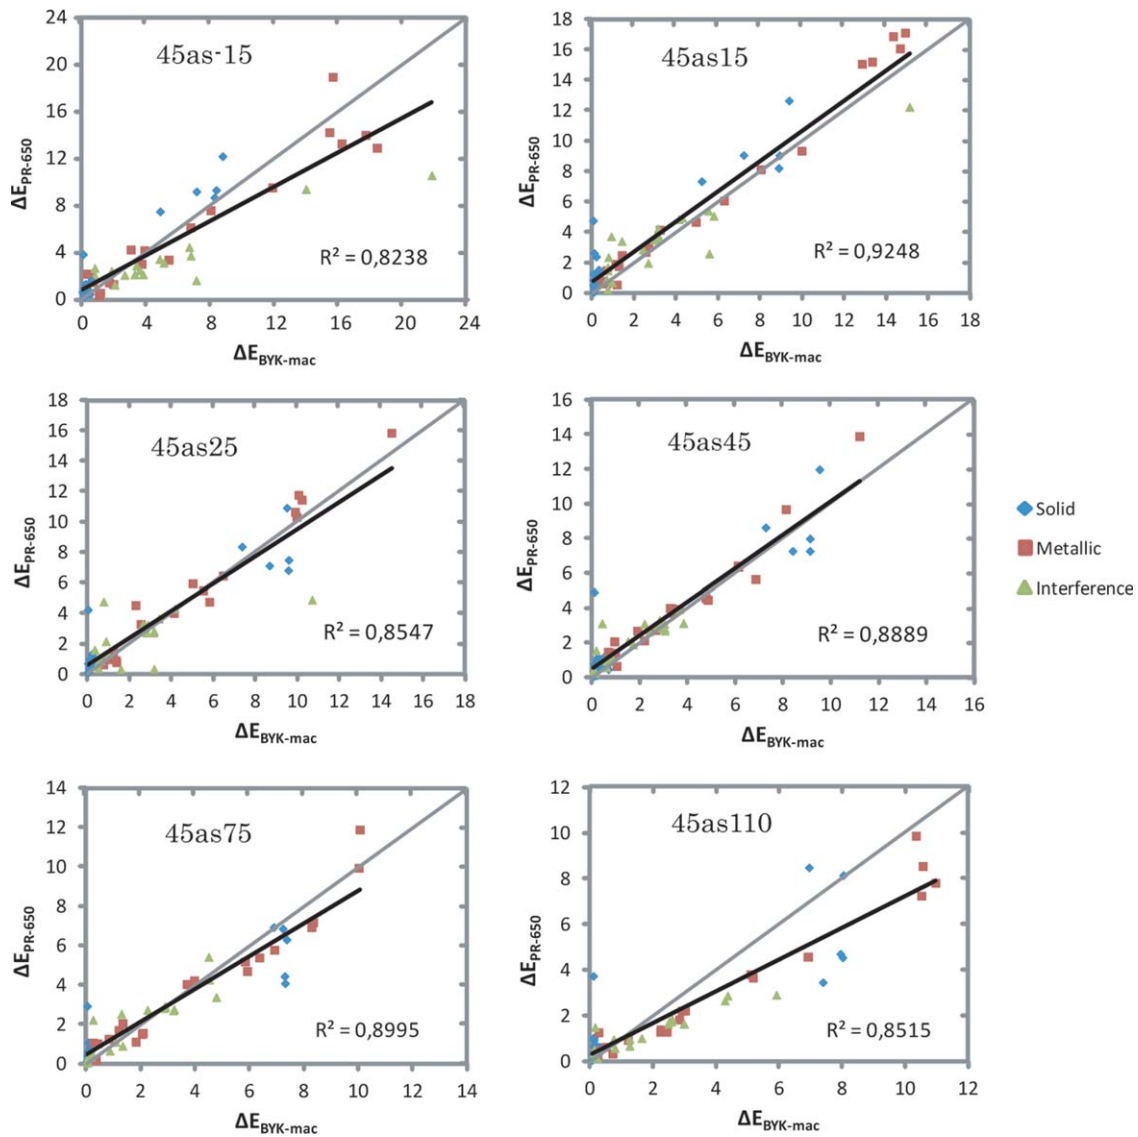 45as-15
ΔE_PR-650
24
20
16
12
8
4
0
R² = 0,8238
0 4 8 12 16 20 24
ΔE_BYK-mac
45as15
ΔE_PR-650
18
16
14
12
10
8
6
4
2
0
R² = 0,9248
0 2 4 6 8 10 12 14 16 18
ΔE_BYK-mac
45as25
ΔE_PR-650
18
16
14
12
10
8
6
4
2
0
R² = 0,8547
0 2 4 6 8 10 12 14 16 18
ΔE_BYK-mac
45as45
ΔE_PR-650
16
14
12
10
8
6
4
2
0
R² = 0,8889
0 2 4 6 8 10 12 14 16
ΔE_BYK-mac
Solid
Metallic
Interference
45as75
ΔE_PR-650
14
12
10
8
6
4
2
0
R² = 0,8995
0 2 4 6 8 10 12 14
ΔE_BYK-mac
45as110
ΔE_PR-650
12
10
8
6
4
2
0
R² = 0,8515
0 2 4 6 8 10 12
ΔE_BYK-mac